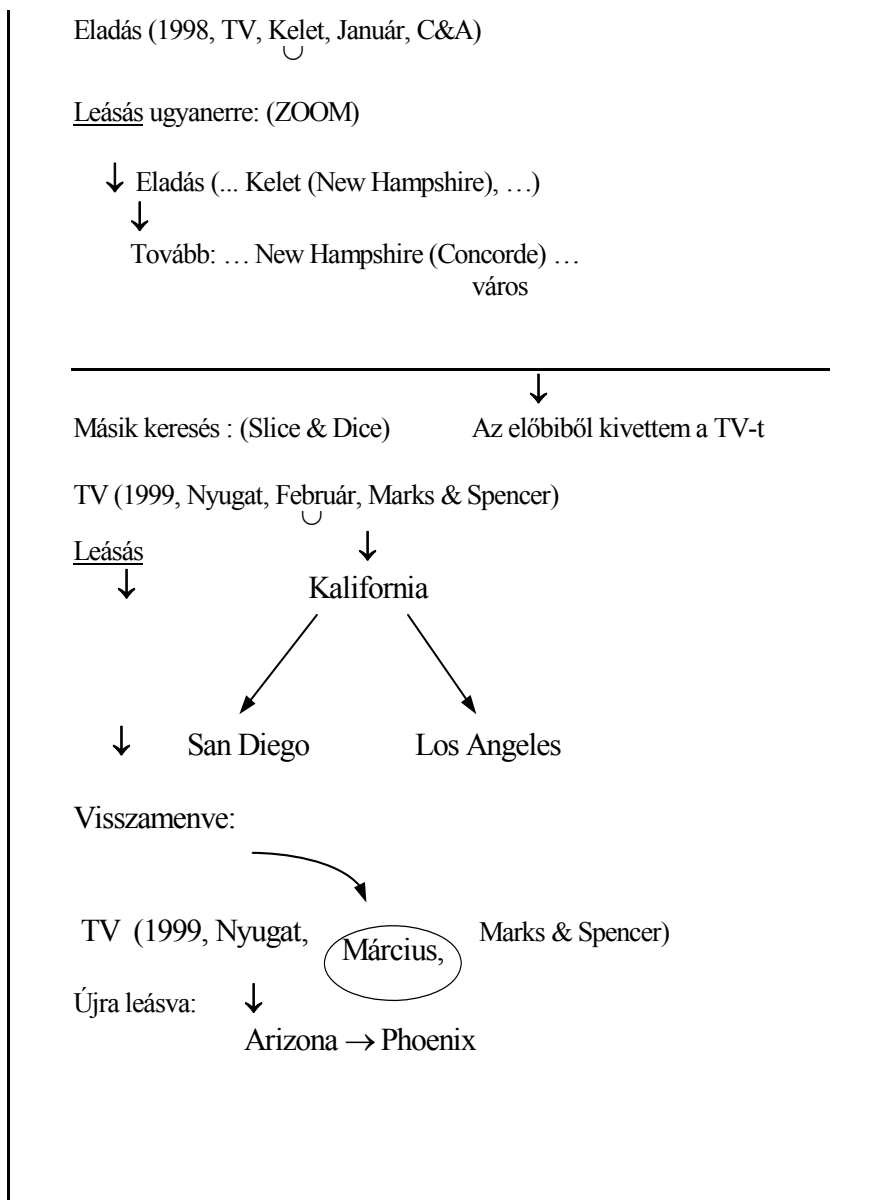 Eladás (1998, TV, Kelet, Január, C&A)
Leásás ugyanerre: (ZOOM)
↓ Eladás (... Kelet (New Hampshire), …)
↓
Tovább: … New Hampshire (Concorde) …
város
↓
Másik keresés : (Slice & Dice) Az előbiből kivettem a TV-t
TV (1999, Nyugat, Február, Marks & Spencer)
Leásás ↓
↓ Kalifornia
↓ San Diego Los Angeles
Visszamenve:
TV (1999, Nyugat, Március, Marks & Spencer)
Újra leásva: ↓
Arizona → Phoenix